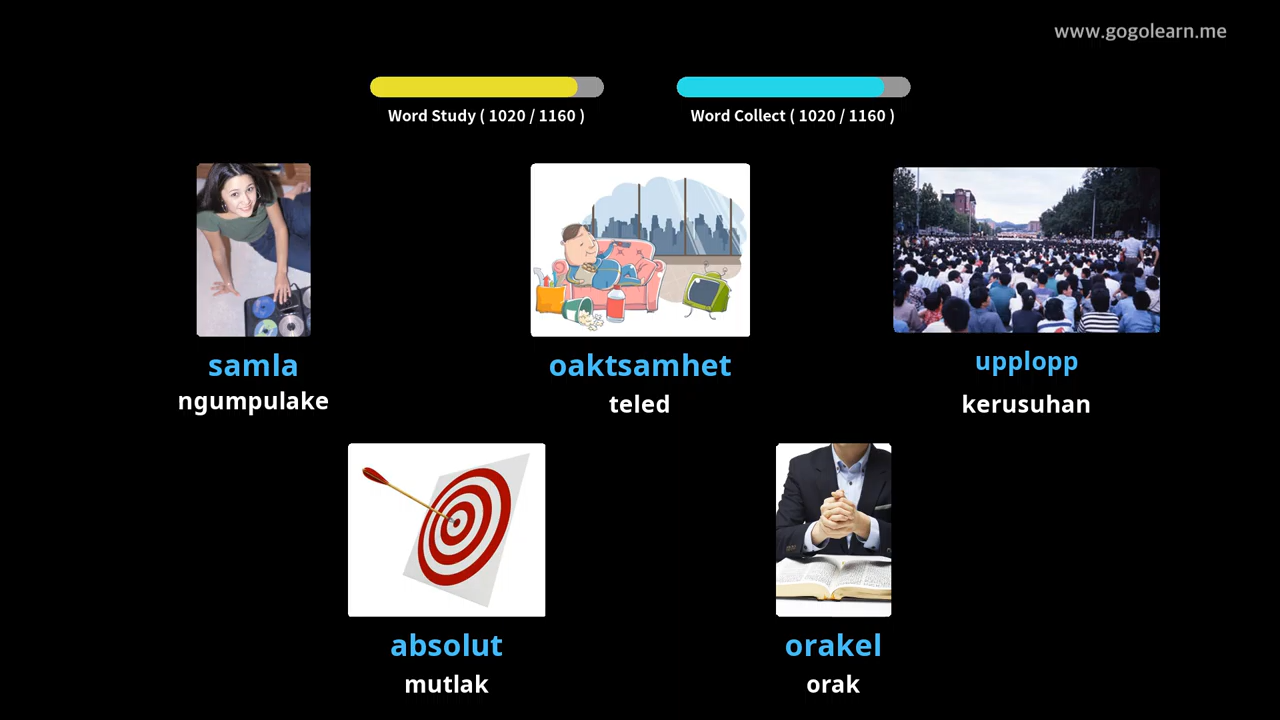 www.gogolearn.me
Word Study ( 1020 / 1160 )
Word Collect ( 1020 / 1160 )
samla
ngumpulake
oaktsamhet
teled
upplopp
kerusuhan
absolut
mutlak
orakel
orak